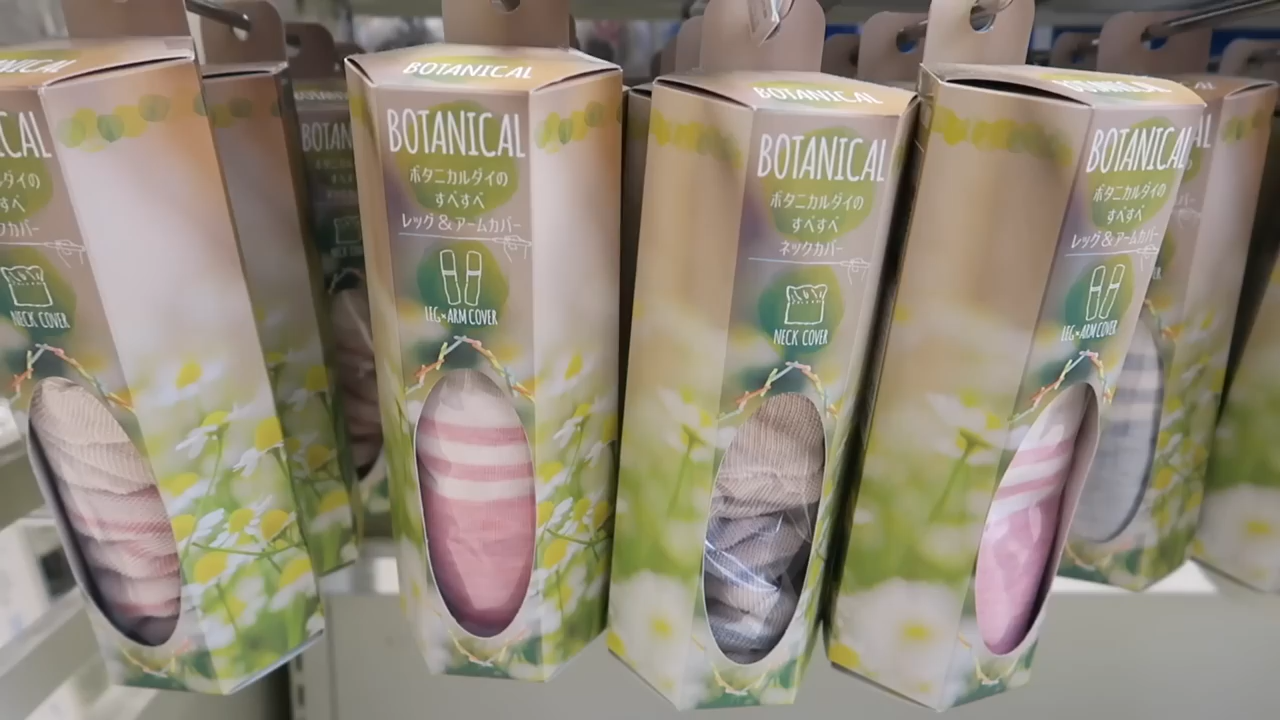 BOTANICAL
ボタニカルダイの
すべすべ
レッグ&アームカバー
LEG・ARM COVER
BOTANICAL
BOTANICAL
ボタニカルダイの
すべすべ
ネックカバー
NECK COVER
BOTANICAL
BOTANICAL
ボタニカルダイの
すべすべ
レッグ&アームカバー
LEG・ARM COVER
NECK COVER